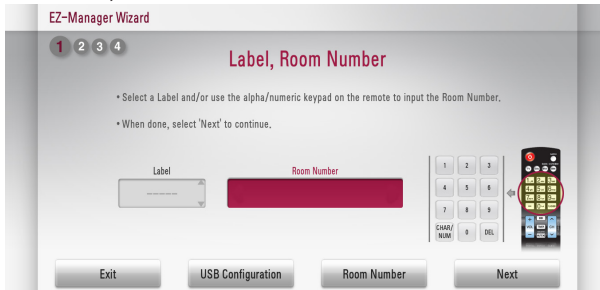 EZ-Manager Wizard
1 2 3 4
Label, Room Number
• Select a Label and/or use the alpha/numeric keypad on the remote to input the Room Number.
• When done, select 'Next' to continue.
Label
Room Number
-----
1 2 3
4 5 6
7 8 9
CHAR/
NUM 0 DEL
Exit
USB Configuration
Room Number
Next